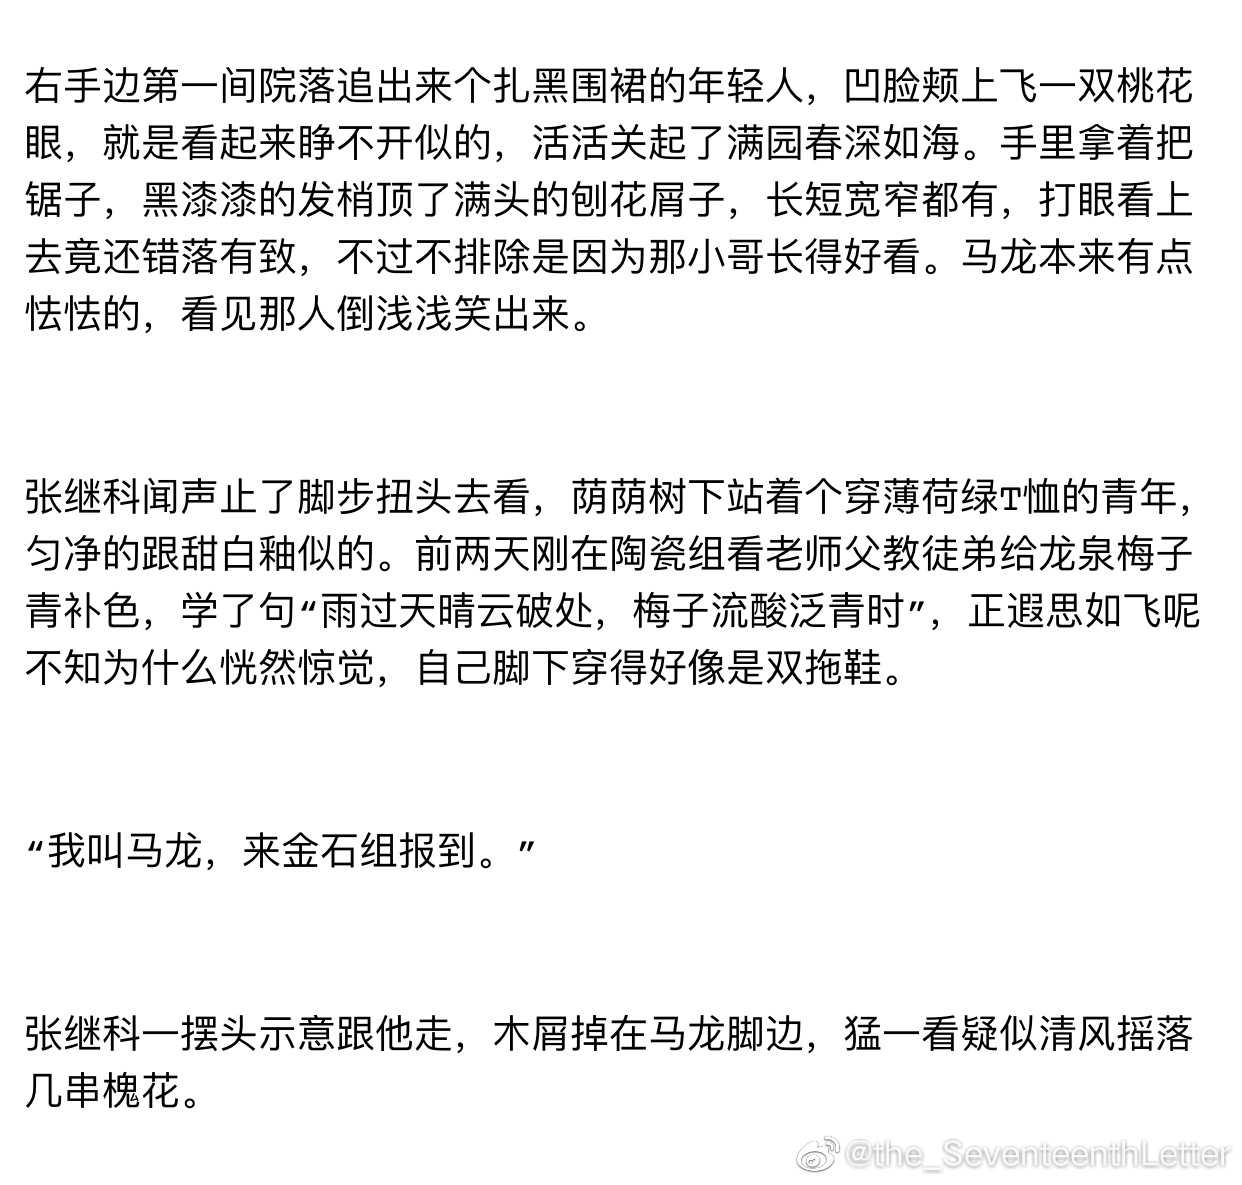 右手边第一间院落追出来个扎黑围裙的年轻人，凹脸颊上飞一双桃花
眼，就是看起来睁不开似的，活活关起了满园春深如海。手里拿着把
锯子，黑漆漆的发梢顶了满头的刨花屑子，长短宽窄都有，打眼看上
去竟还错落有致，不过不排除是因为那小哥长得好看。马龙本来有点
怯怯的，看见那人倒浅浅笑出来。
张继科闻声止了脚步扭头去看，荫荫树下站着个穿薄荷绿T恤的青年，
匀净的跟甜白釉似的。前两天刚在陶瓷组看老师父教徒弟给龙泉梅子
青补色，学了句“雨过天晴云破处，梅子流酸泛青时”，正遐思如飞呢
不知为什么恍然惊觉，自己脚下穿得好像是双拖鞋。
“我叫马龙，来金石组报到。”
张继科一摆头示意跟他走，木屑掉在马龙脚边，猛一看疑似清风摇落
几串槐花。
@the_SeventeenthLetter